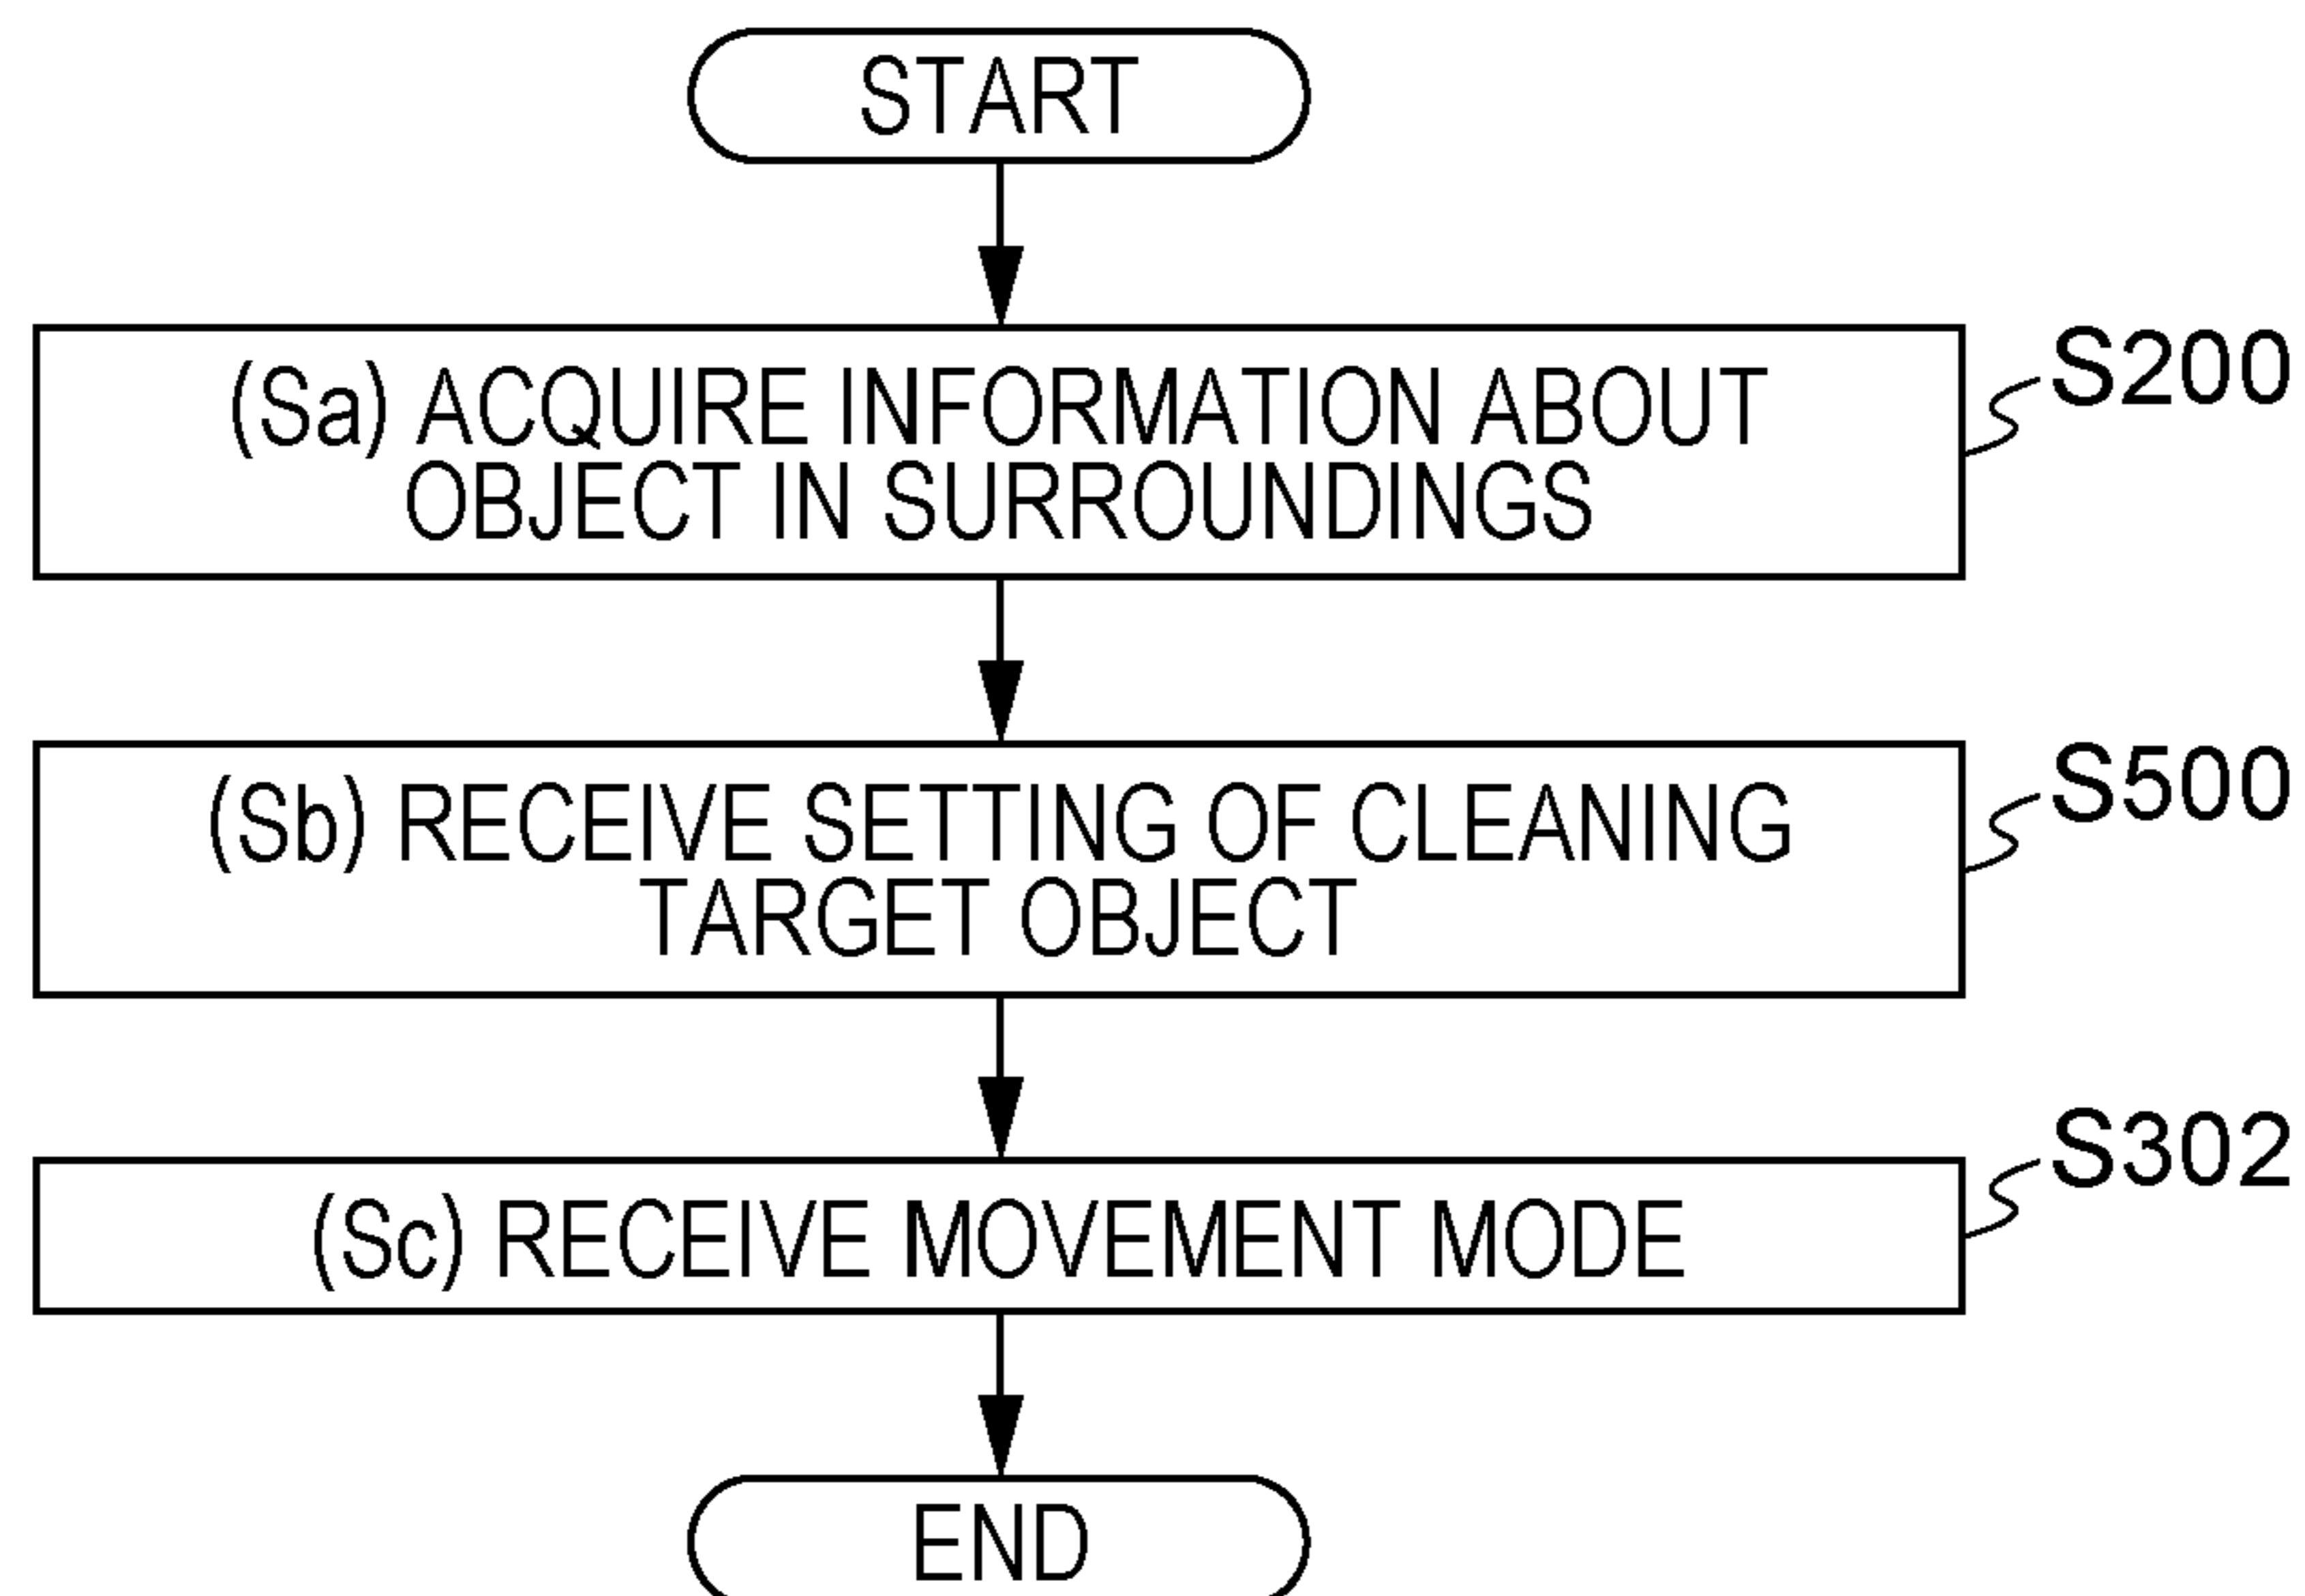 START
(Sa) ACQUIRE INFORMATION ABOUT
OBJECT IN SURROUNDINGS
S200
(Sb) RECEIVE SETTING OF CLEANING
TARGET OBJECT
S500
(Sc) RECEIVE MOVEMENT MODE
S302
END